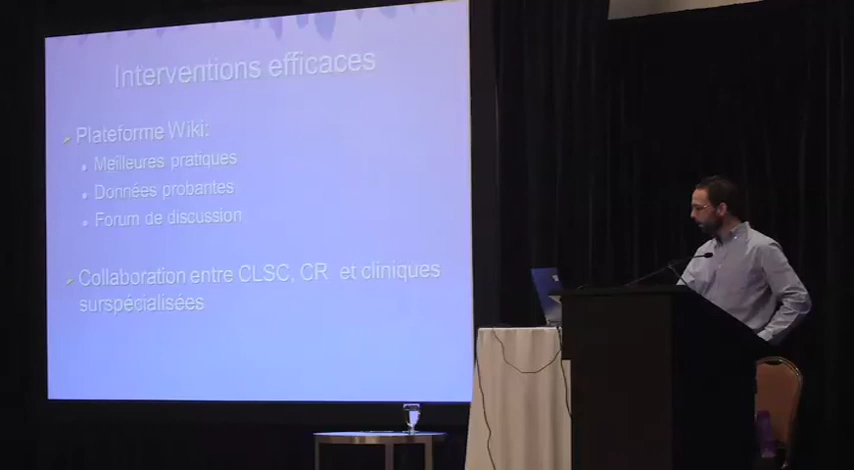 Interventions efficaces
Plateforme Wiki:
Meilleures pratiques
Données probantes
Forum de discussion
Collaboration entre CLSC, CR et cliniques
surspécialisées